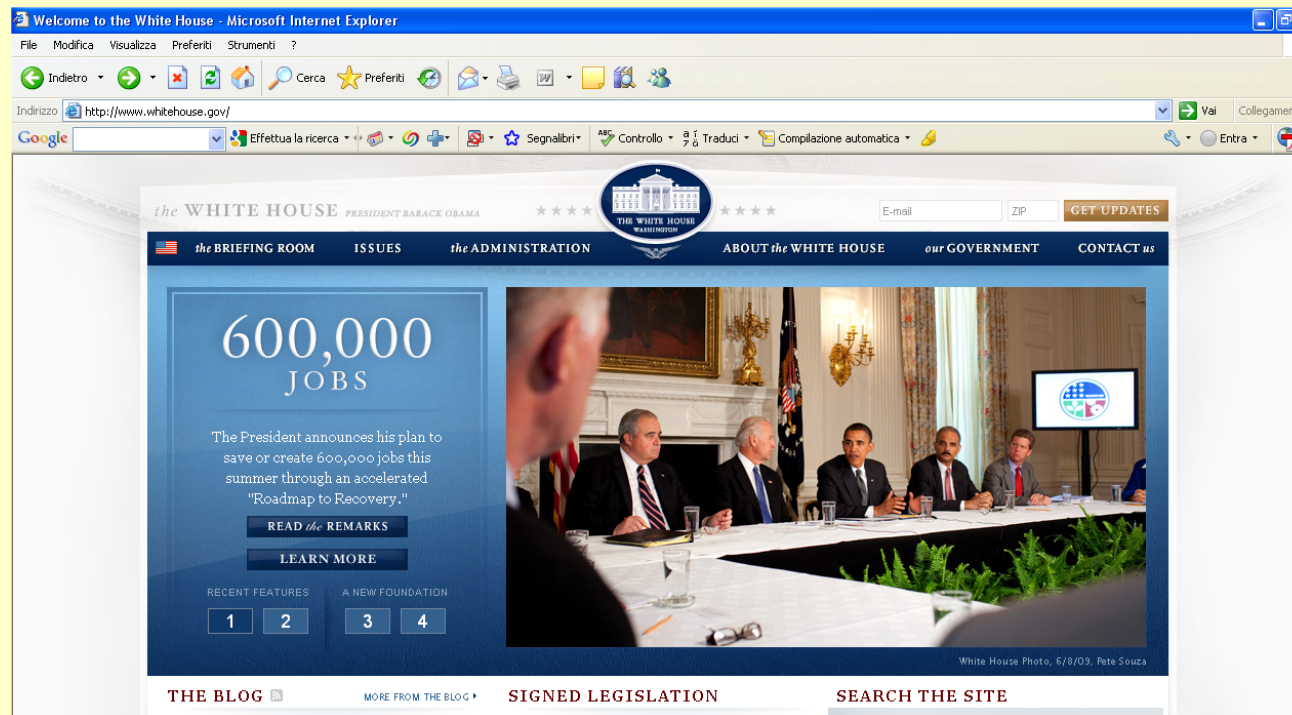 Welcome to the White House - Microsoft Internet Explorer
File Modifica Visualizza Preferiti Strumenti ?
Indietro Cerca Preferiti
Indirizzo http://www.whitehouse.gov/ Vai
Google Effettua la ricerca Segnalibri ABC Controllo Traduci Compilazione automatica Entra
the WHITE HOUSE PRESIDENT BARACK OBAMA
THE WHITE HOUSE
WASHINGTON
E-mail ZIP GET UPDATES
the BRIEFING ROOM ISSUES the ADMINISTRATION ABOUT the WHITE HOUSE our GOVERNMENT CONTACT us
600,000
JOBS
The President announces his plan to
save or create 600,000 jobs this
summer through an accelerated
"Roadmap to Recovery."
READ the REMARKS
LEARN MORE
RECENT FEATURES A NEW FOUNDATION
1 2 3 4
White House Photo, 6/8/09, Pete Souza
THE BLOG MORE FROM THE BLOG SIGNED LEGISLATION SEARCH THE SITE